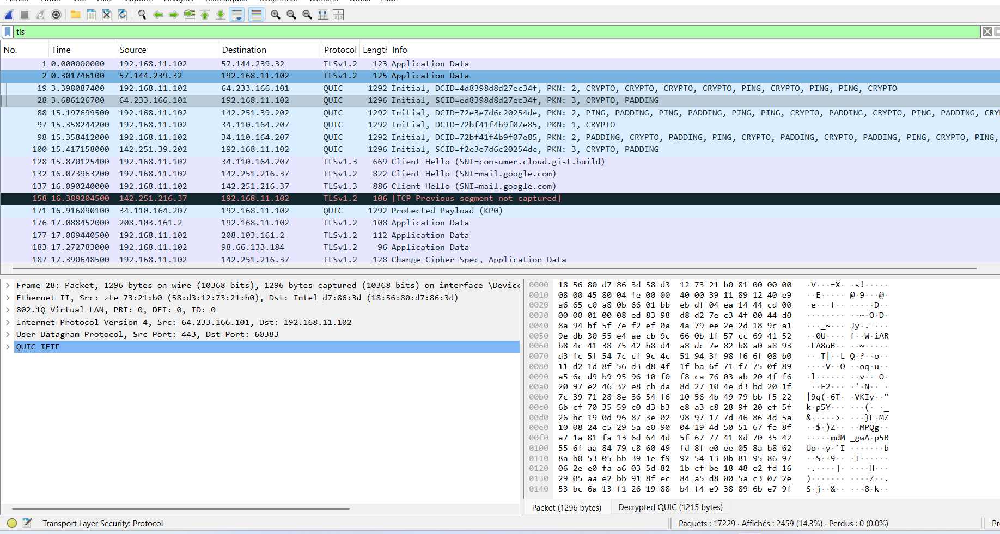 Fichier Editer Vue Aller Capture Analyser Statistiques Telephonie Wireless Outils Aide
tls
No. Time Source Destination Protocol Length Info
1 0.000000000 192.168.11.102 57.144.239.32 TLSv1.2 123 Application Data
2 0.301746100 57.144.239.32 192.168.11.102 TLSv1.2 125 Application Data
19 3.398087400 192.168.11.102 64.233.166.101 QUIC 1292 Initial, DCID=4d8398d8d27ec34f, PKN: 2, CRYPTO, CRYPTO, CRYPTO, CRYPTO, PING, CRYPTO, PING, PING, CRYPTO
28 3.686126700 64.233.166.101 192.168.11.102 QUIC 1296 Initial, SCID=ed8398d8d27ec34f, PKN: 3, CRYPTO, PADDING
88 15.197699500 192.168.11.102 142.251.39.202 QUIC 1292 Initial, DCID=72e3e7d6c20254de, PKN: 2, PING, PADDING, PING, PADDING, PING, PING, CRYPTO, PADDING, CRYPTO, PING, PADDING, CRY
97 15.358244200 192.168.11.102 34.110.164.207 QUIC 1292 Initial, DCID=72bf41f4b9f07e85, PKN: 1, CRYPTO
98 15.358412000 192.168.11.102 34.110.164.207 QUIC 1292 Initial, DCID=72bf41f4b9f07e85, PKN: 2, PADDING, CRYPTO, PADDING, PING, CRYPTO, PADDING, CRYPTO, PADDING, PING, CRYPTO, PING,
100 15.417158000 142.251.39.202 192.168.11.102 QUIC 1296 Initial, SCID=f2e3e7d6c20254de, PKN: 3, CRYPTO, PADDING
128 15.870125400 192.168.11.102 34.110.164.207 TLSv1.3 669 Client Hello (SNI=consumer.cloud.gist.build)
132 16.073963200 192.168.11.102 142.251.216.37 TLSv1.2 822 Client Hello (SNI=mail.google.com)
137 16.090240000 192.168.11.102 142.251.216.37 TLSv1.3 886 Client Hello (SNI=mail.google.com)
158 16.389204500 142.251.216.37 192.168.11.102 TLSv1.2 106 [TCP Previous segment not captured]
171 16.916890100 34.110.164.207 192.168.11.102 QUIC 1292 Protected Payload (KP0)
176 17.088452000 208.103.161.2 192.168.11.102 TLSv1.2 108 Application Data
177 17.089440500 192.168.11.102 208.103.161.2 TLSv1.2 112 Application Data
183 17.272783000 192.168.11.102 98.66.133.184 TLSv1.2 96 Application Data
187 17.390648500 192.168.11.102 142.251.216.37 TLSv1.2 128 Change Cipher Spec, Application Data
Frame 28: Packet, 1296 bytes on wire (10368 bits), 1296 bytes captured (10368 bits) on interface \Device
Ethernet II, Src: zte_73:21:b0 (58:d3:12:73:21:b0), Dst: Intel_d7:86:3d (18:56:80:d7:86:3d)
802.1Q Virtual LAN, PRI: 0, DEI: 0, ID: 0
Internet Protocol Version 4, Src: 64.233.166.101, Dst: 192.168.11.102
User Datagram Protocol, Src Port: 443, Dst Port: 60383
QUIC IETF
0000 18 56 80 d7 86 3d 58 d3 12 73 21 b0 81 00 00 00 ·V···=X· ·s!·····
0010 08 00 45 80 04 fe 00 00 40 00 39 11 89 12 40 e9 ··E····· @·9···@·
0020 a6 65 c0 a8 0b 66 01 bb eb df 04 ea 14 44 cd 00 ·e···f·· ·····D··
0030 00 00 01 00 08 ed 83 98 d8 d2 7e c3 4f 00 44 d0 ········ ··~·O·D·
0040 8a 94 bf 5f 7e f2 ef 0a 4a 79 ee 2e 2d 18 9c a1 ···_~··· Jy·.-···
0050 9e db 30 55 e4 ae cb 9c 66 0b 1f 57 cc 69 41 52 ··0U···· f··W·iAR
0060 b8 4c 41 38 75 42 b8 d4 a8 dc 7e 82 b8 a0 a8 93 ·LA8uB·· ··~·····
0070 d3 fc 5f 54 7c cf 9c 4c 51 94 3f 98 f6 6f 08 b0 ··_T|··L Q·?··o··
0080 11 d2 1d 8f 56 d3 d8 4f 1f ba 6f 71 f7 75 0f 89 ····V··O ··oq·u··
0090 a5 6c d9 b9 95 96 10 f0 f8 ca 76 03 ab 20 4f f6 ·l······ ··v·· O·
00a0 20 97 e2 46 32 e8 cb da 8d 27 10 4e d3 bd 20 1f ··F2··· ·'·N·· ·
00b0 7c 39 71 28 8e 36 54 f6 10 56 4b 49 79 bb f5 22 |9q(·6T· ·VKIy··"
00c0 6b cf 70 35 59 c0 d3 b3 e8 a3 c8 28 9f 20 ef 5f k·p5Y··· ···(· ·_
00d0 26 bc 19 0d 96 87 3e 02 98 97 17 7d 46 86 4d 5a &·····>· ···}F·MZ
00e0 10 08 24 c5 29 5a e0 90 04 19 4d 50 51 67 fe 8f ··$·)Z·· ··MPQg··
00f0 a7 1a 81 fa 13 6d 64 4d 5f 67 77 41 8d 70 35 42 ·····mdM _gwA·p5B
0100 55 6f aa 84 79 c8 60 49 fd 8f e0 ee 05 8a b8 62 Uo··y·`I ·······b
0110 8a b0 53 05 bb 39 1e f9 92 54 13 0b 81 95 86 97 ··S··9·· ·T······
0120 06 2e e0 fa a6 03 5d 82 1b cf be 18 48 e2 fd 16 ·.····]· ····H···
0130 29 05 aa e2 bb 91 8f ec 84 a5 d8 00 5a c3 07 2e )······· ····Z··.
0140 53 bc 6a 13 f1 26 19 88 b4 f4 e9 38 89 6b e7 9f S·j··&·· ···8·k··
Packet (1296 bytes) Decrypted QUIC (1215 bytes)
Transport Layer Security: Protocol Paquets : 17229 · Affichés : 2459 (14.3%) · Perdus : 0 (0.0%) Pr